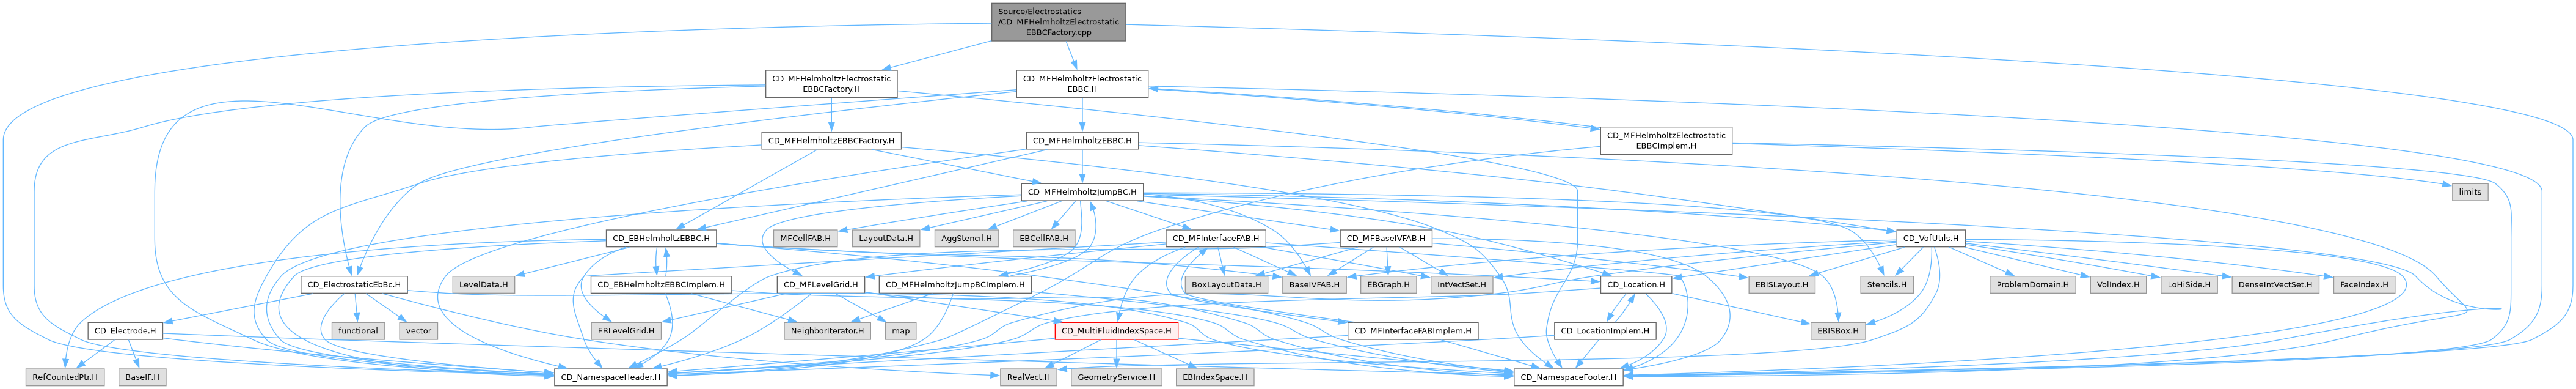 Source/Electrostatics
/CD_MFHelmholtzElectrostatic
EBBCFactory.cpp
CD_MFHelmholtzElectrostatic
EBBCFactory.H
CD_MFHelmholtzElectrostatic
EBBC.H
CD_MFHelmholtzEBBCFactory.H
CD_MFHelmholtzEBBC.H
CD_MFHelmholtzElectrostatic
EBBCImplem.H
CD_MFHelmholtzJumpBC.H
limits
CD_EBHelmholtzEBBC.H
MFCellFAB.H
LayoutData.H
AggStencil.H
EBCellFAB.H
CD_MFInterfaceFAB.H
CD_MFBaseIVFAB.H
CD_VofUtils.H
CD_ElectrostaticEbBc.H
LevelData.H
CD_EBHelmholtzEBBCImplem.H
CD_MFLevelGrid.H
CD_MFHelmholtzJumpBCImplem.H
BoxLayoutData.H
BaseIVFAB.H
EBGraph.H
IntVectSet.H
CD_Location.H
EBISLayout.H
Stencils.H
ProblemDomain.H
VolIndex.H
LoHiSide.H
DenseIntVectSet.H
FaceIndex.H
CD_Electrode.H
functional
vector
EBLevelGrid.H
NeighborIterator.H
map
CD_MultiFluidIndexSpace.H
CD_MFInterfaceFABImplem.H
CD_LocationImplem.H
EBISBox.H
RefCountedPtr.H
BaseIF.H
CD_NamespaceHeader.H
RealVect.H
GeometryService.H
EBIndexSpace.H
CD_NamespaceFooter.H